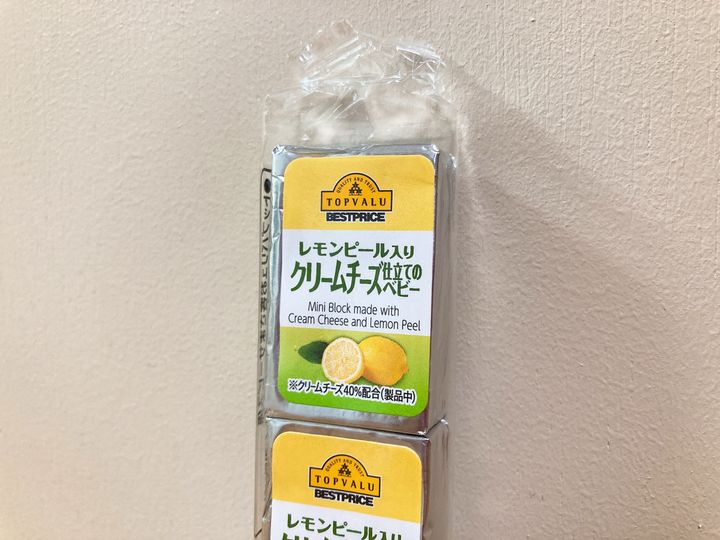 QUALITY AND TRUST
TOPVALU
BESTPRICE
レモンピール入り
クリームチーズ仕立てのベビー
Mini Block made with
Cream Cheese and Lemon Peel
※クリームチーズ40%配合(製品中)
QUALITY AND TRUST
TOPVALU
BESTPRICE
レモンピール入り